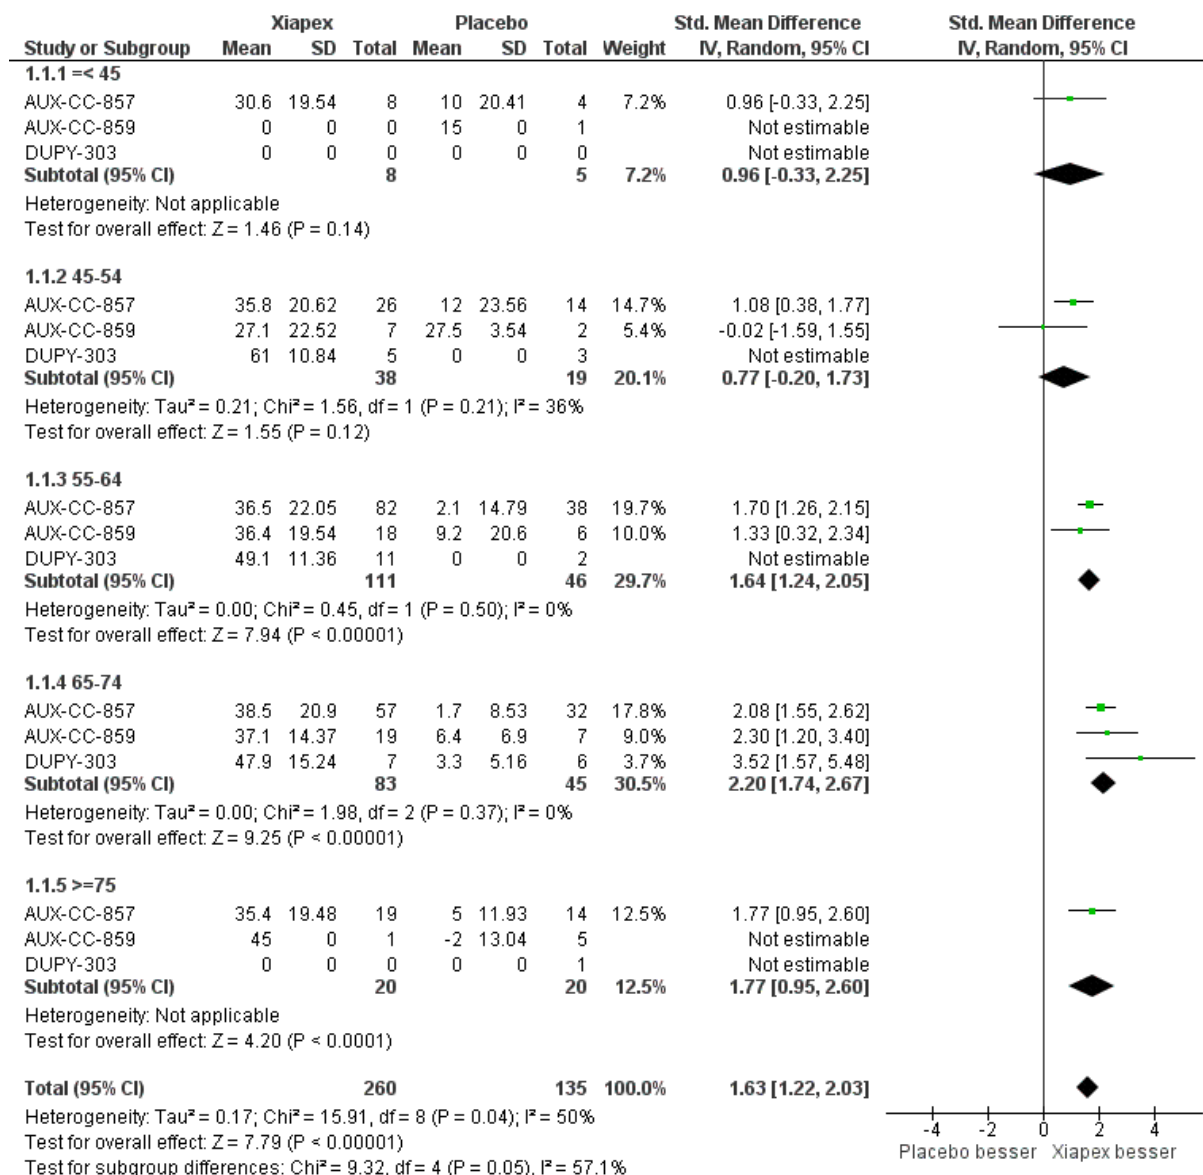 Xiapex Placebo Std. Mean Difference Std. Mean Difference
Study or Subgroup Mean SD Total Mean SD Total Weight IV, Random, 95% CI IV, Random, 95% CI
1.1.1 =< 45
AUX-CC-857 30.6 19.54 8 10 20.41 4 7.2% 0.96 [-0.33, 2.25]
AUX-CC-859 0 0 0 15 0 1 Not estimable
DUPY-303 0 0 0 0 0 0 Not estimable
Subtotal (95% CI) 8 5 7.2% 0.96 [-0.33, 2.25]
Heterogeneity: Not applicable
Test for overall effect: Z = 1.46 (P = 0.14)
1.1.2 45-54
AUX-CC-857 35.8 20.62 26 12 23.56 14 14.7% 1.08 [0.38, 1.77]
AUX-CC-859 27.1 22.52 7 27.5 3.54 2 5.4% -0.02 [-1.59, 1.55]
DUPY-303 61 10.84 5 0 0 3 Not estimable
Subtotal (95% CI) 38 19 20.1% 0.77 [-0.20, 1.73]
Heterogeneity: Tau² = 0.21; Chi² = 1.56, df = 1 (P = 0.21); I² = 36%
Test for overall effect: Z = 1.55 (P = 0.12)
1.1.3 55-64
AUX-CC-857 36.5 22.05 82 2.1 14.79 38 19.7% 1.70 [1.26, 2.15]
AUX-CC-859 36.4 19.54 18 9.2 20.6 6 10.0% 1.33 [0.32, 2.34]
DUPY-303 49.1 11.36 11 0 0 2 Not estimable
Subtotal (95% CI) 111 46 29.7% 1.64 [1.24, 2.05]
Heterogeneity: Tau² = 0.00; Chi² = 0.45, df = 1 (P = 0.50); I² = 0%
Test for overall effect: Z = 7.94 (P < 0.00001)
1.1.4 65-74
AUX-CC-857 38.5 20.9 57 1.7 8.53 32 17.8% 2.08 [1.55, 2.62]
AUX-CC-859 37.1 14.37 19 6.4 6.9 7 9.0% 2.30 [1.20, 3.40]
DUPY-303 47.9 15.24 7 3.3 5.16 6 3.7% 3.52 [1.57, 5.48]
Subtotal (95% CI) 83 45 30.5% 2.20 [1.74, 2.67]
Heterogeneity: Tau² = 0.00; Chi² = 1.98, df = 2 (P = 0.37); I² = 0%
Test for overall effect: Z = 9.25 (P < 0.00001)
1.1.5 >=75
AUX-CC-857 35.4 19.48 19 5 11.93 14 12.5% 1.77 [0.95, 2.60]
AUX-CC-859 45 0 1 -2 13.04 5 Not estimable
DUPY-303 0 0 0 0 0 1 Not estimable
Subtotal (95% CI) 20 20 12.5% 1.77 [0.95, 2.60]
Heterogeneity: Not applicable
Test for overall effect: Z = 4.20 (P < 0.0001)
Total (95% CI) 260 135 100.0% 1.63 [1.22, 2.03]
Heterogeneity: Tau² = 0.17; Chi² = 15.91, df = 8 (P = 0.04); I² = 50%
Test for overall effect: Z = 7.79 (P < 0.00001)
Test for subgroup differences: Chi² = 9.32, df = 4 (P = 0.05), I² = 57.1%
-4 -2 0 2 4
Placebo besser Xiapex besser